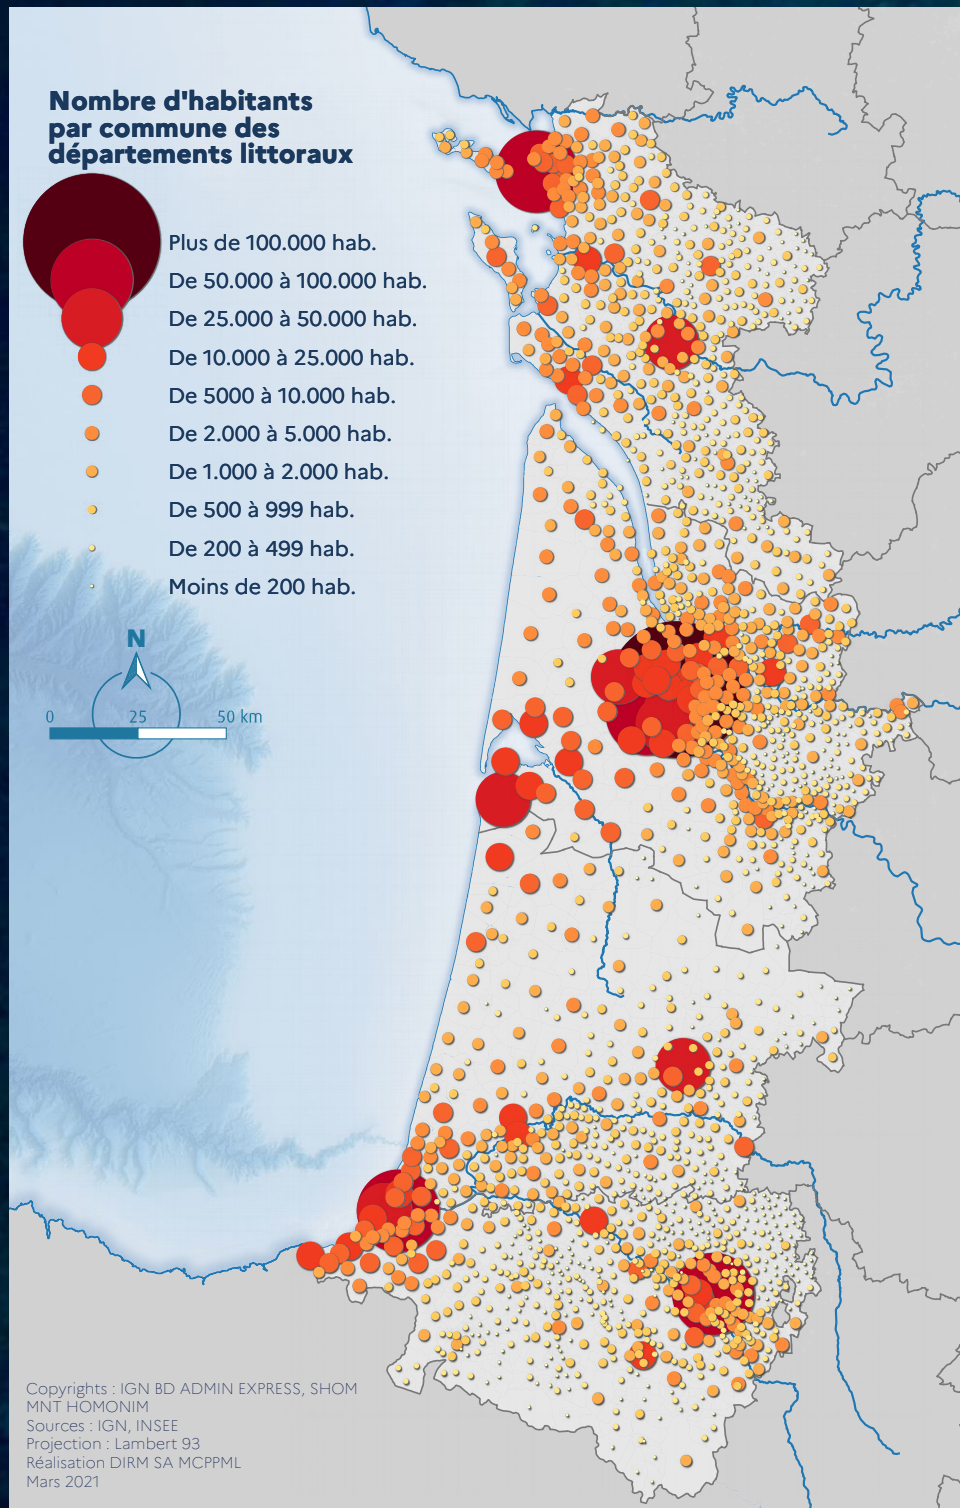 Nombre d'habitants
par commune des
départements littoraux
Plus de 100.000 hab.
De 50.000 à 100.000 hab.
De 25.000 à 50.000 hab.
De 10.000 à 25.000 hab.
De 5000 à 10.000 hab.
De 2.000 à 5.000 hab.
De 1.000 à 2.000 hab.
De 500 à 999 hab.
De 200 à 499 hab.
Moins de 200 hab.
N
0 25 50 km
Copyrights : IGN BD ADMIN EXPRESS, SHOM
MNT HOMONIM
Sources : IGN, INSEE
Projection : Lambert 93
Réalisation DIRM SA MCPPML
Mars 2021